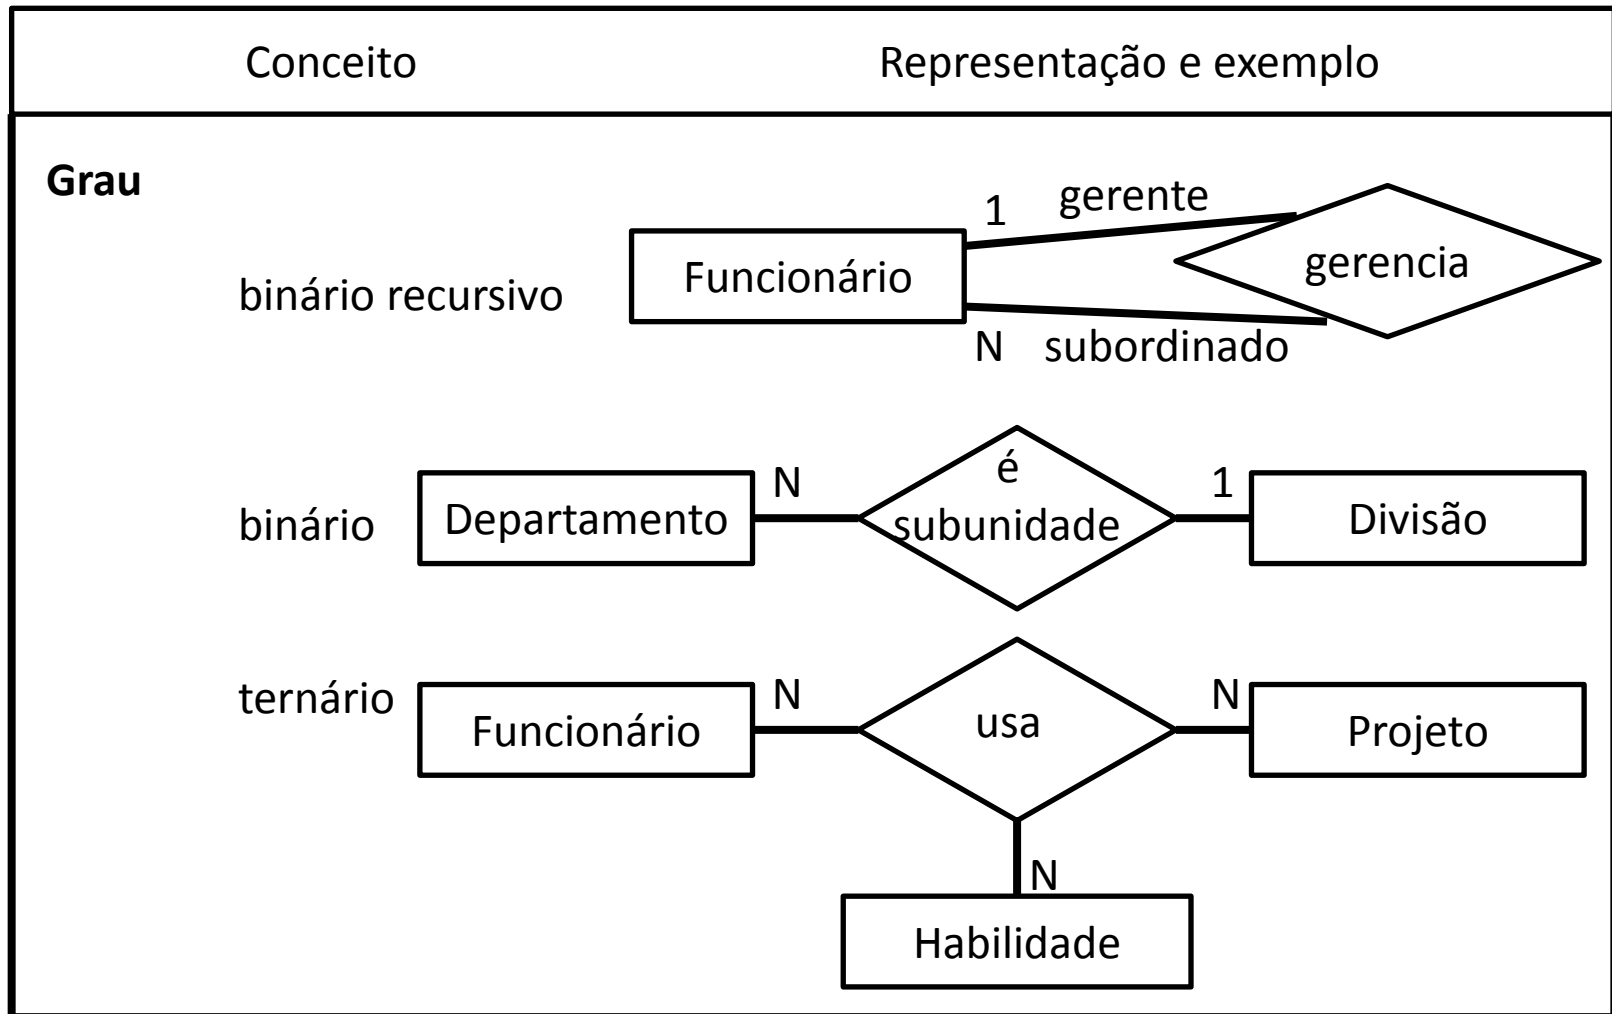 Conceito
Representação e exemplo
Grau
1
gerente
binário recursivo
Funcionário
gerencia
N
subordinado
binário
Departamento
N
é
subunidade
1
Divisão
ternário
Funcionário
N
usa
N
Projeto
N
Habilidade